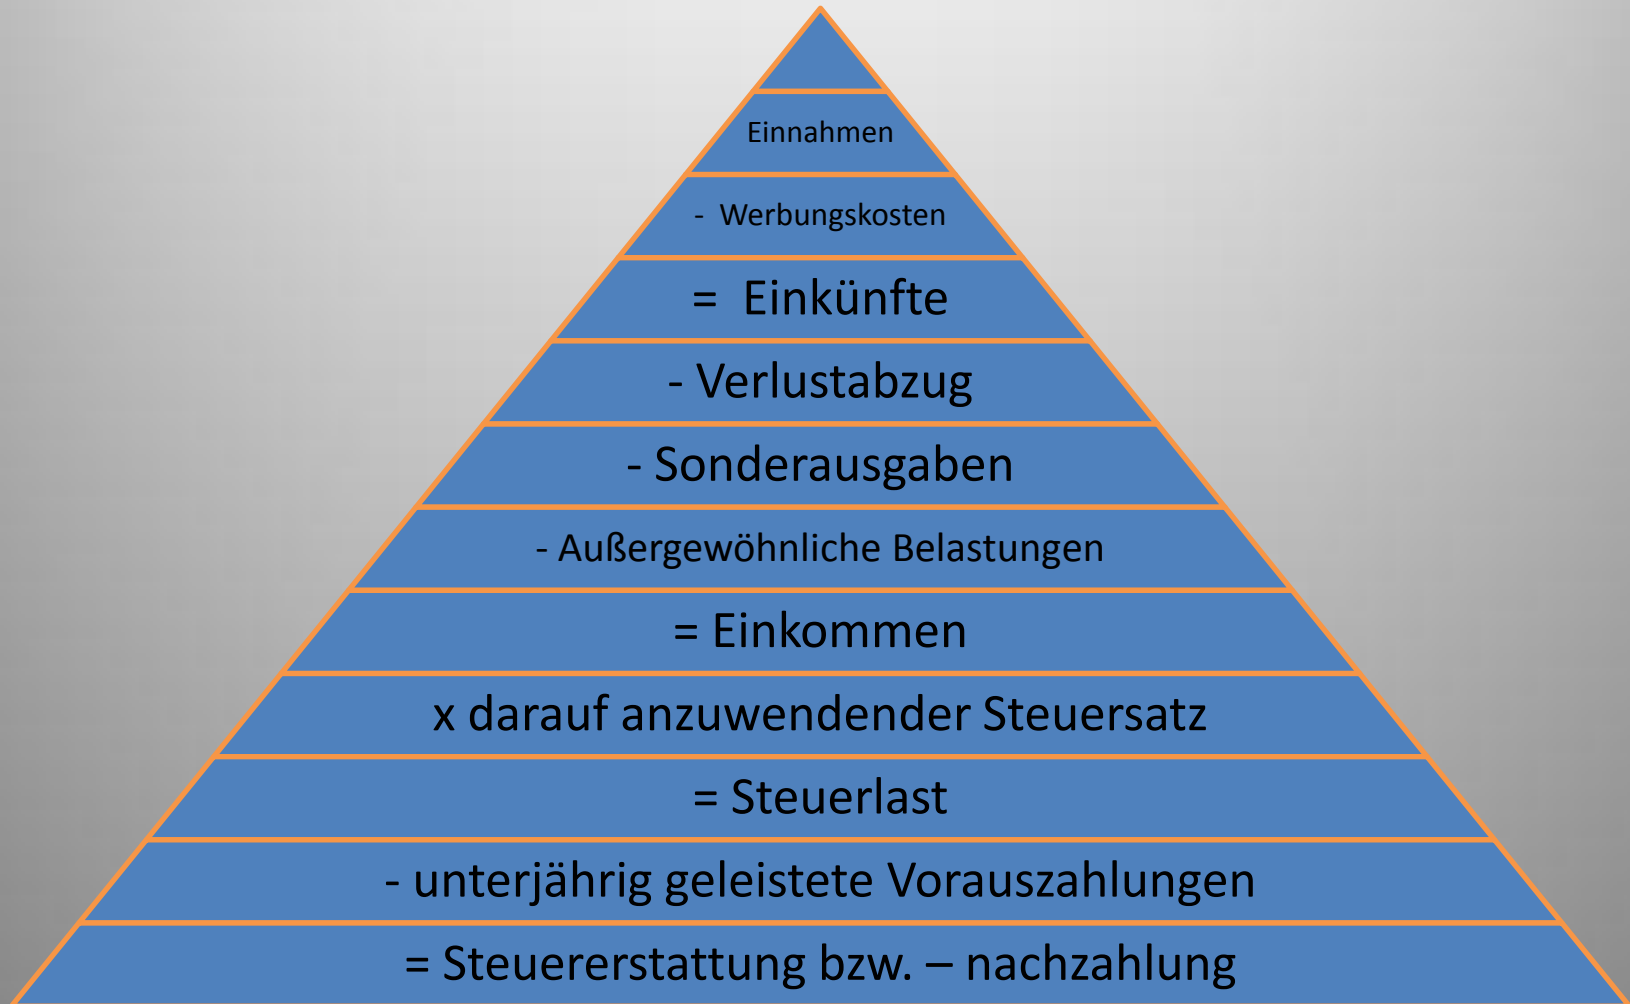 Einnahmen
- Werbungskosten
= Einkünfte
- Verlustabzug
- Sonderausgaben
- Außergewöhnliche Belastungen
= Einkommen
x darauf anzuwendender Steuersatz
= Steuerlast
- unterjährig geleistete Vorauszahlungen
= Steuererstattung bzw. – nachzahlung